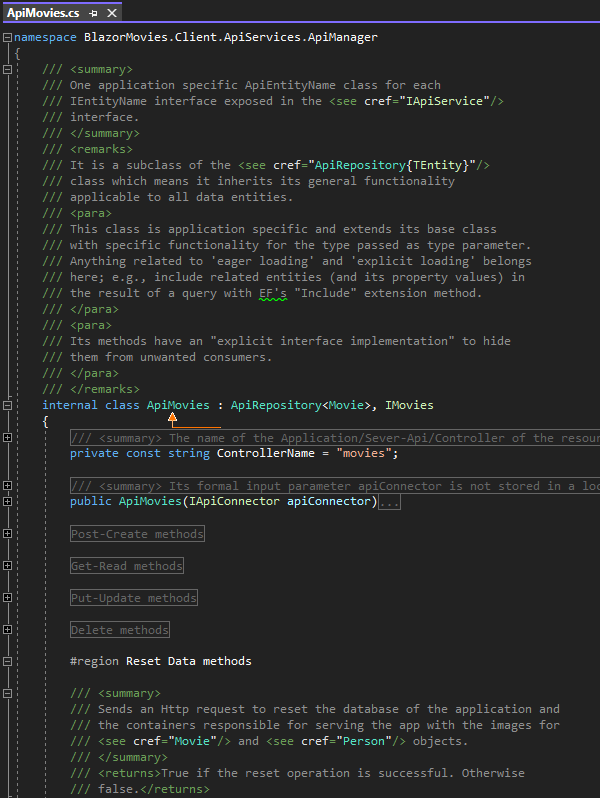 ApiMovies.cs
namespace BlazorMovies.Client.ApiServices.ApiManager
{
/// <summary>
/// One application specific ApiEntityName class for each
/// IEntityName interface exposed in the <see cref="IApiService"/>
/// interface.
/// </summary>
/// <remarks>
/// It is a subclass of the <see cref="ApiRepository{TEntity}"/>
/// class which means it inherits its general functionality
/// applicable to all data entities.
/// <para>
/// This class is application specific and extends its base class
/// with specific functionality for the type passed as type parameter.
/// Anything related to 'eager loading' and 'explicit loading' belongs
/// here; e.g., include related entities (and its property values) in
/// the result of a query with EF's "Include" extension method.
/// </para>
/// <para>
/// Its methods have an "explicit interface implementation" to hide
/// them from unwanted consumers.
/// </para>
/// </remarks>
internal class ApiMovies : ApiRepository<Movie>, IMovies
{
/// <summary> The name of the Application/Sever-Api/Controller of the resour
private const string ControllerName = "movies";
/// <summary> Its formal input parameter apiConnector is not stored in a loc
public ApiMovies(IApiConnector apiConnector)...
Post-Create methods
Get-Read methods
Put-Update methods
Delete methods
#region Reset Data methods
/// <summary>
/// Sends an Http request to reset the database of the application and
/// the containers responsible for serving the app with the images for
/// <see cref="Movie"/> and <see cref="Person"/> objects.
/// </summary>
/// <returns>True if the reset operation is successful. Otherwise
/// false.</returns>